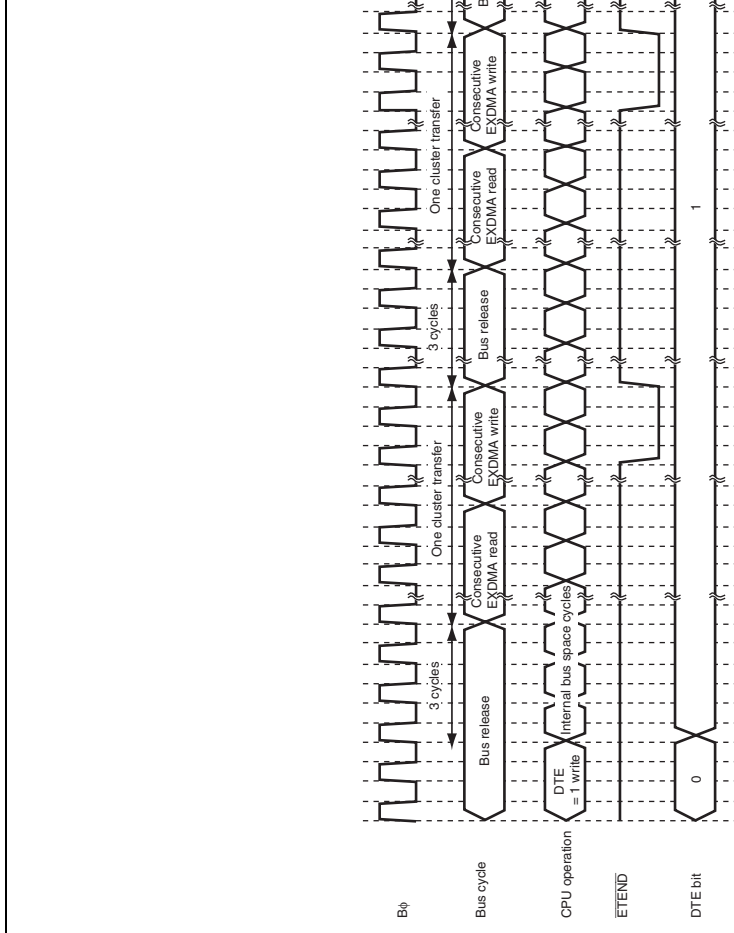 Bφ
3 cycles
One cluster transfer
3 cycles
One cluster transfer
Bus cycle
Bus release
Consecutive
EXDMA read
Consecutive
EXDMA write
Bus release
Consecutive
EXDMA read
Consecutive
EXDMA write
B
CPU operation
DTE
= 1 write
Internal bus space cycles
ETEND
DTE bit
0
1